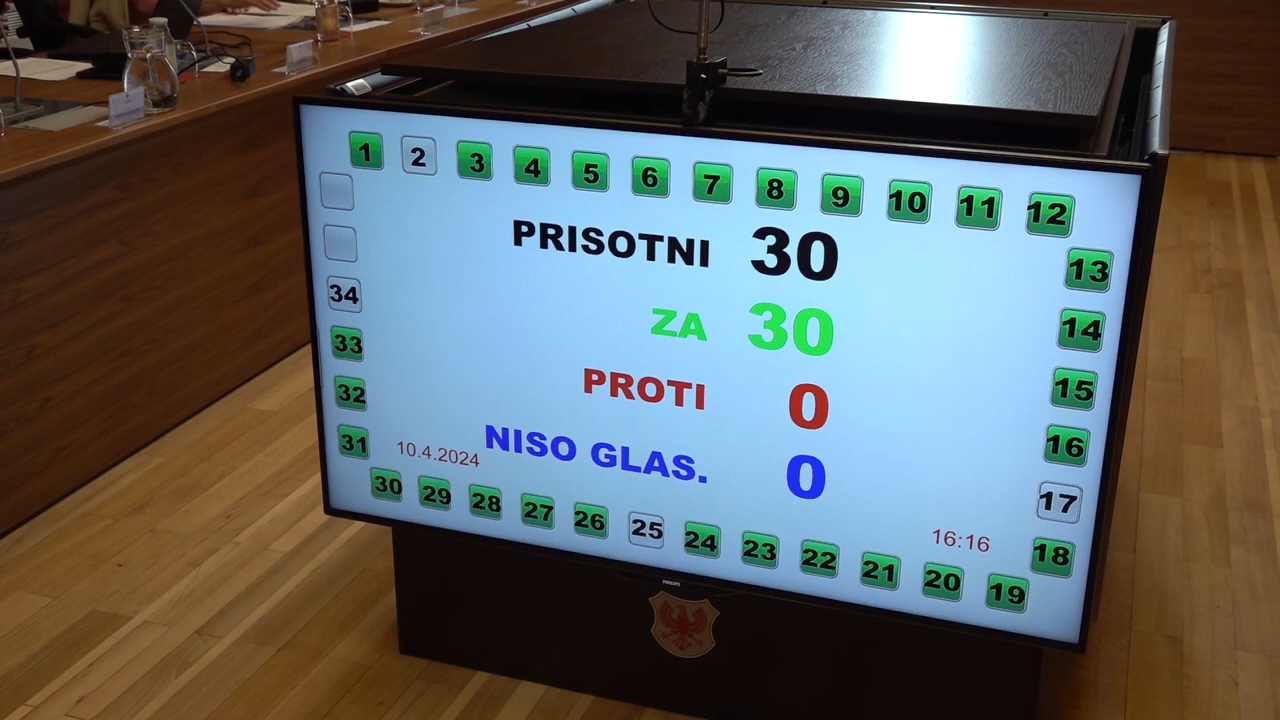 1 2 3 4 5 6 7 8 9 10 11 12
PRISOTNI 30
13
34
ZA 30
14
33
PROTI 0
15
32
16
31
10.4.2024
NISO GLAS. 0
17
16:16
18
30 29 28 27 26 25 24 23 22 21 20 19
PHILIPS